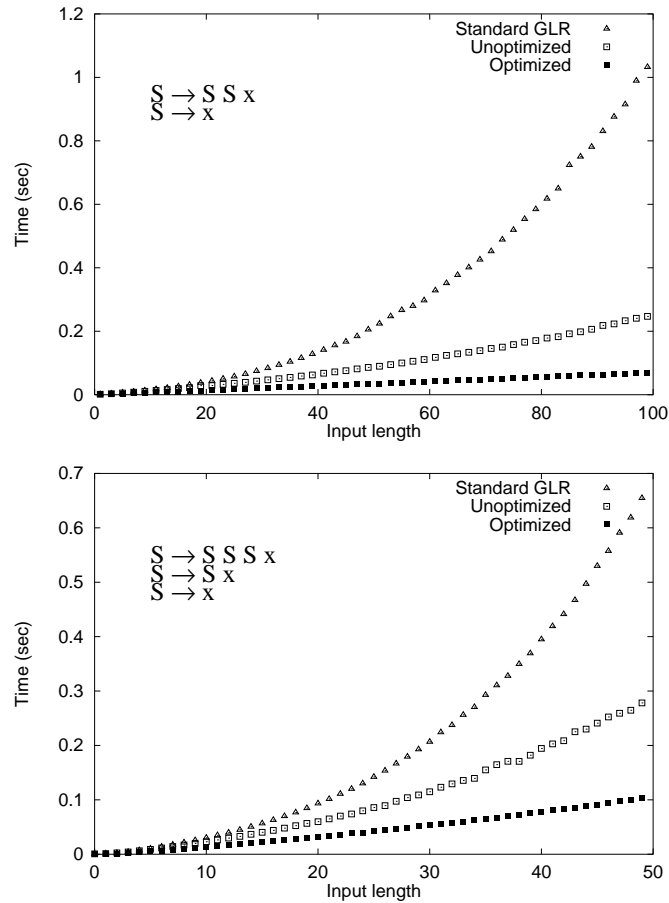 1.2
1
0.8
0.6
0.4
0.2
0
Time (sec)
Standard GLR
Unoptimized
Optimized
S → S S x
S → x
0 20 40 60 80 100
Input length
0.7
0.6
0.5
0.4
0.3
0.2
0.1
0
Time (sec)
Standard GLR
Unoptimized
Optimized
S → S S S x
S → S x
S → x
0 10 20 30 40 50
Input length